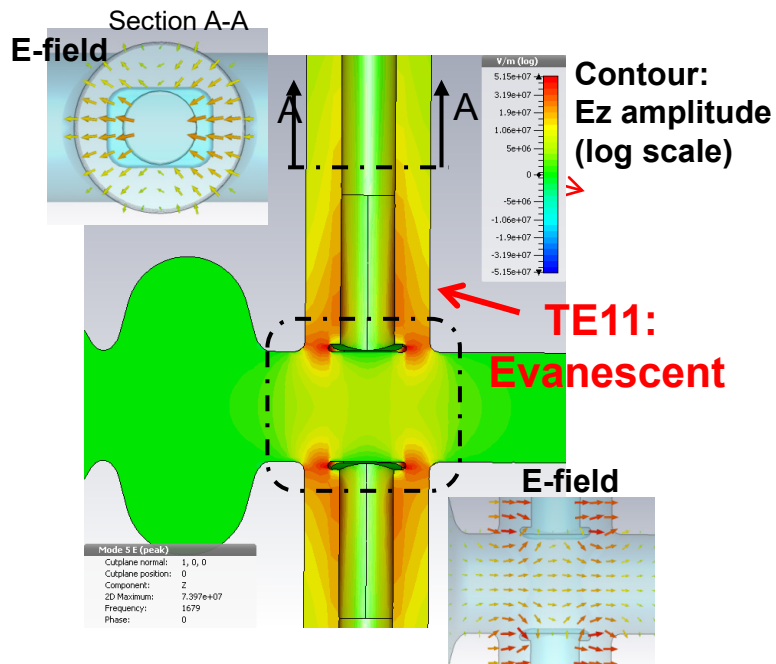 Section A-A
E-field
A
A
V/m (log)
5.15e+07
3.19e+07
1.9e+07
1.06e+07
5e+06
0
-5e+06
-1.06e+07
-1.9e+07
-3.19e+07
-5.15e+07
Contour:
Ez amplitude
(log scale)
TE11:
Evanescent
E-field
Mode 5 E (peak)
Cutplane normal: 1, 0, 0
Cutplane position: 0
Component: Z
2D Maximum: 7.397e+07
Frequency: 1679
Phase: 0